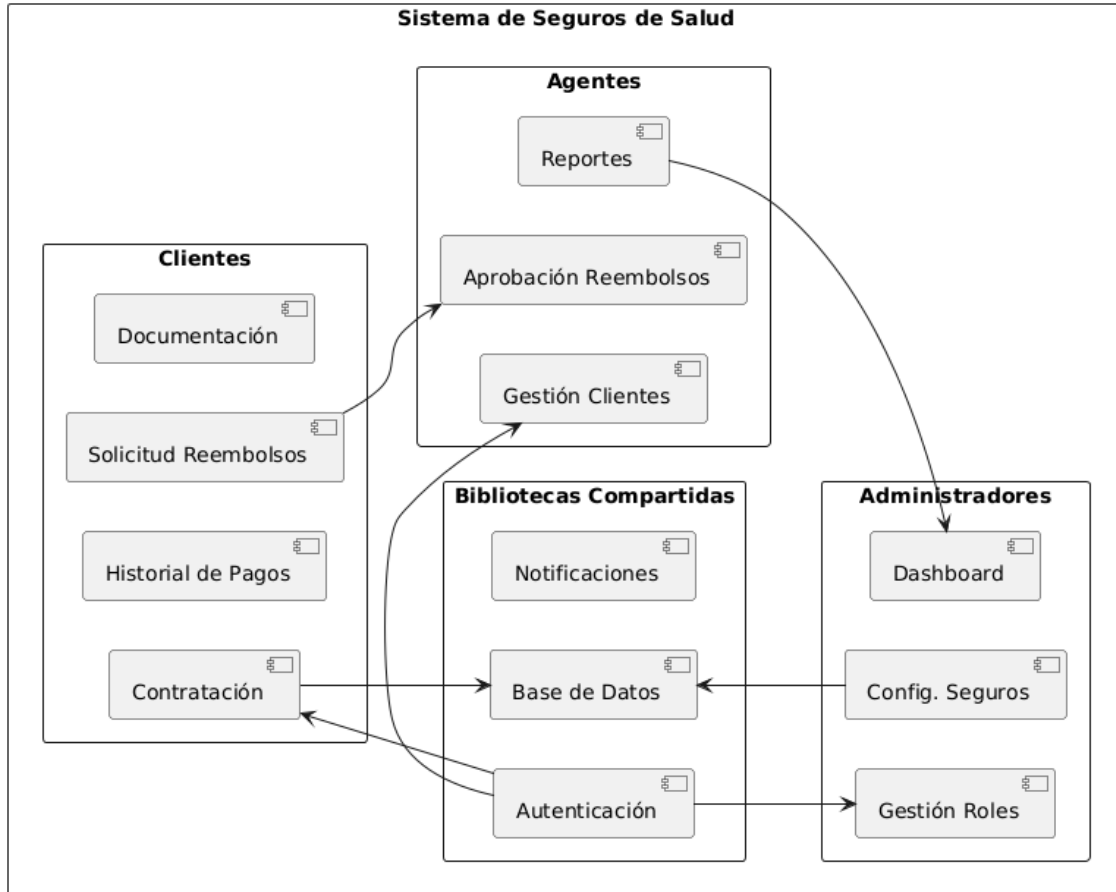 Sistema de Seguros de Salud
Agentes
Reportes
Aprobación Reembolsos
Gestión Clientes
Clientes
Documentación
Solicitud Reembolsos
Historial de Pagos
Contratación
Bibliotecas Compartidas
Notificaciones
Base de Datos
Autenticación
Administradores
Dashboard
Config. Seguros
Gestión Roles